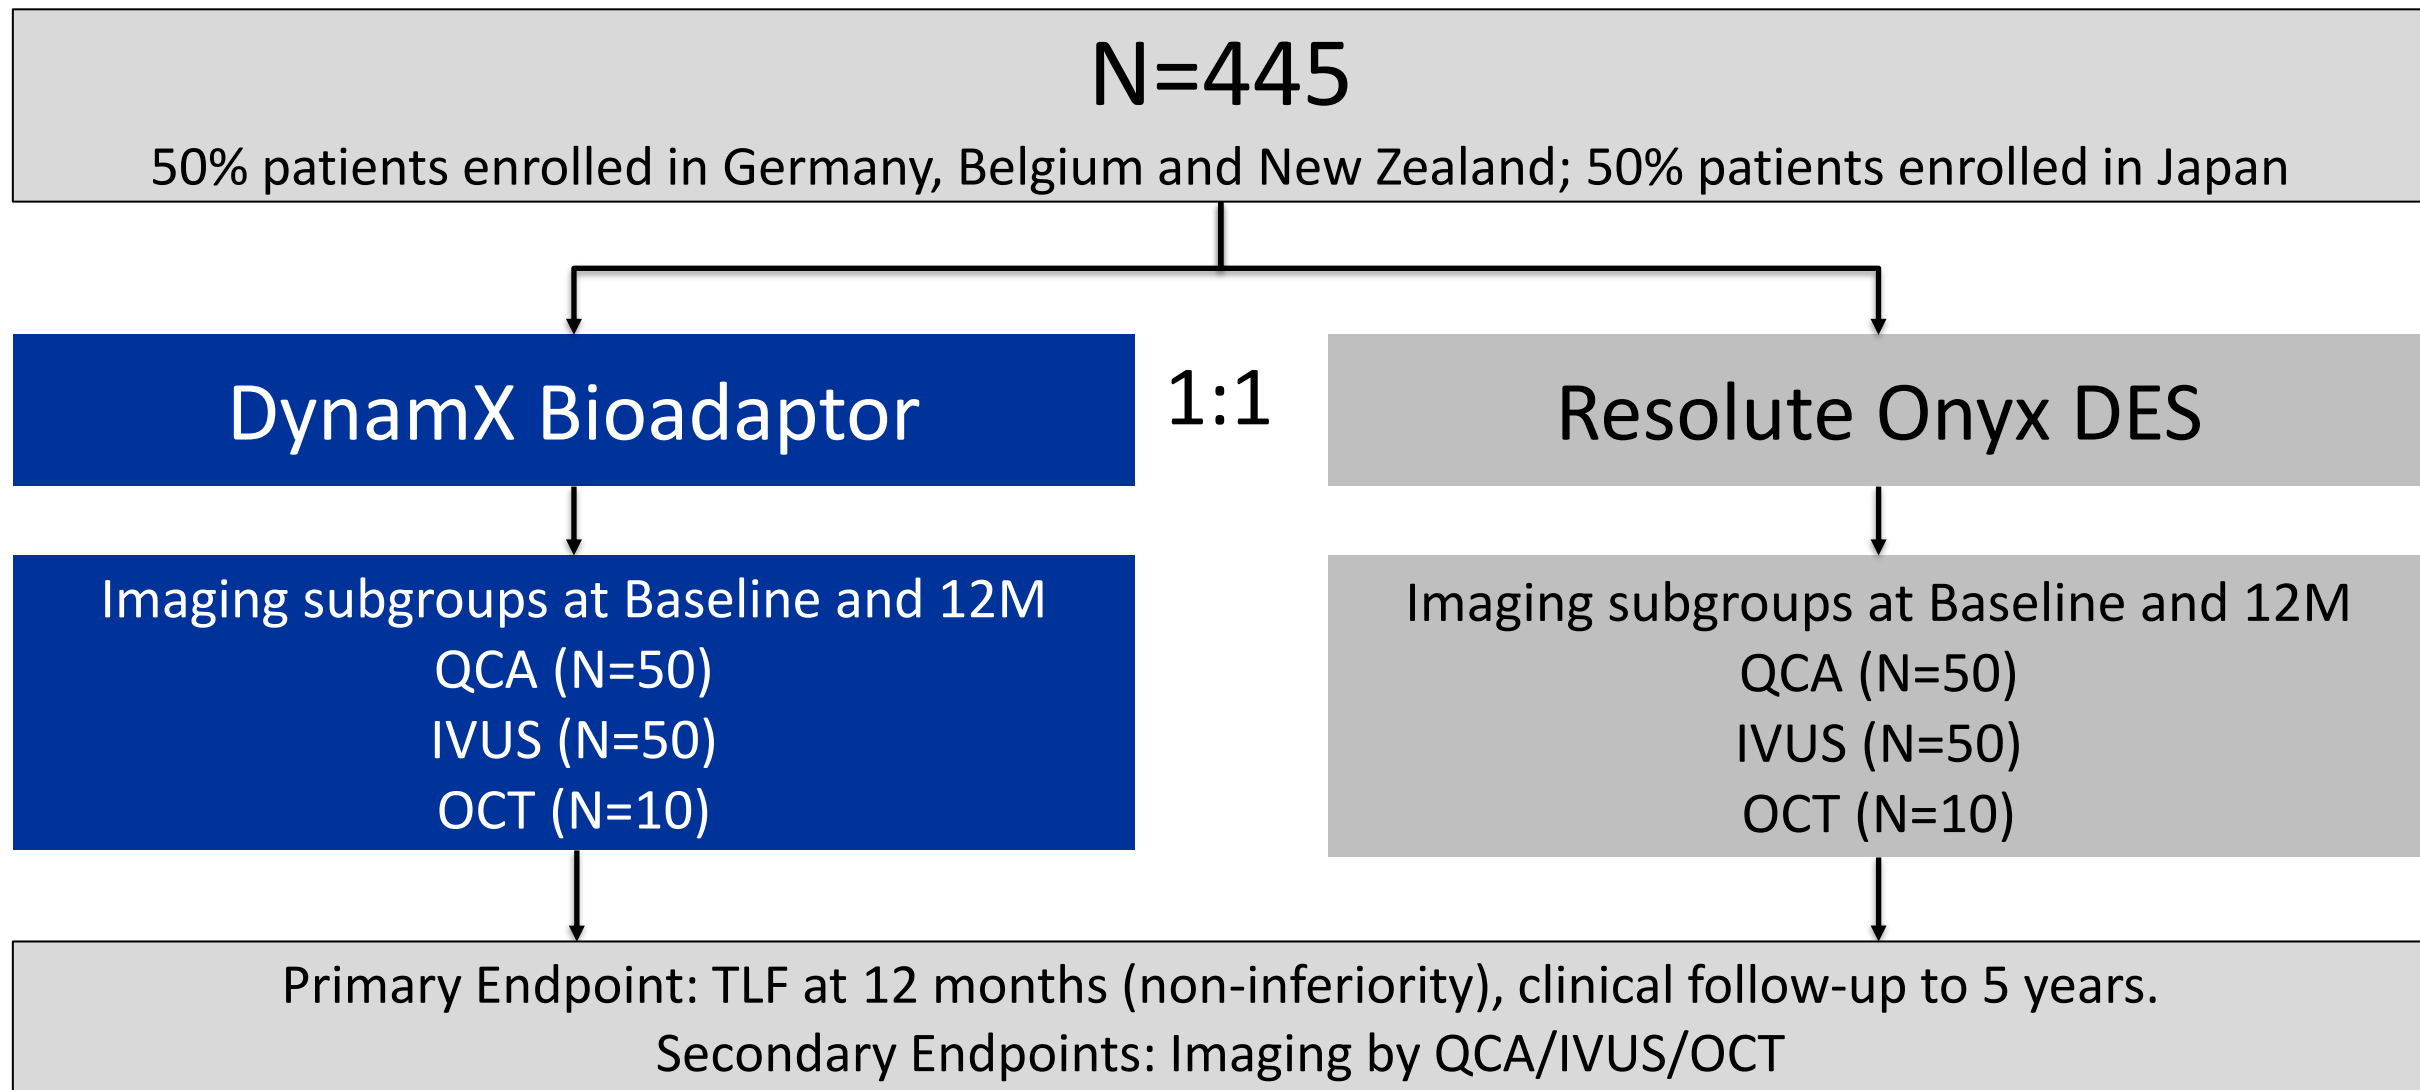 N=445
50% patients enrolled in Germany, Belgium and New Zealand; 50% patients enrolled in Japan
DynamX Bioadaptor
1:1
Resolute Onyx DES
Imaging subgroups at Baseline and 12M
QCA (N=50)
IVUS (N=50)
OCT (N=10)
Imaging subgroups at Baseline and 12M
QCA (N=50)
IVUS (N=50)
OCT (N=10)
Primary Endpoint: TLF at 12 months (non-inferiority), clinical follow-up to 5 years.
Secondary Endpoints: Imaging by QCA/IVUS/OCT